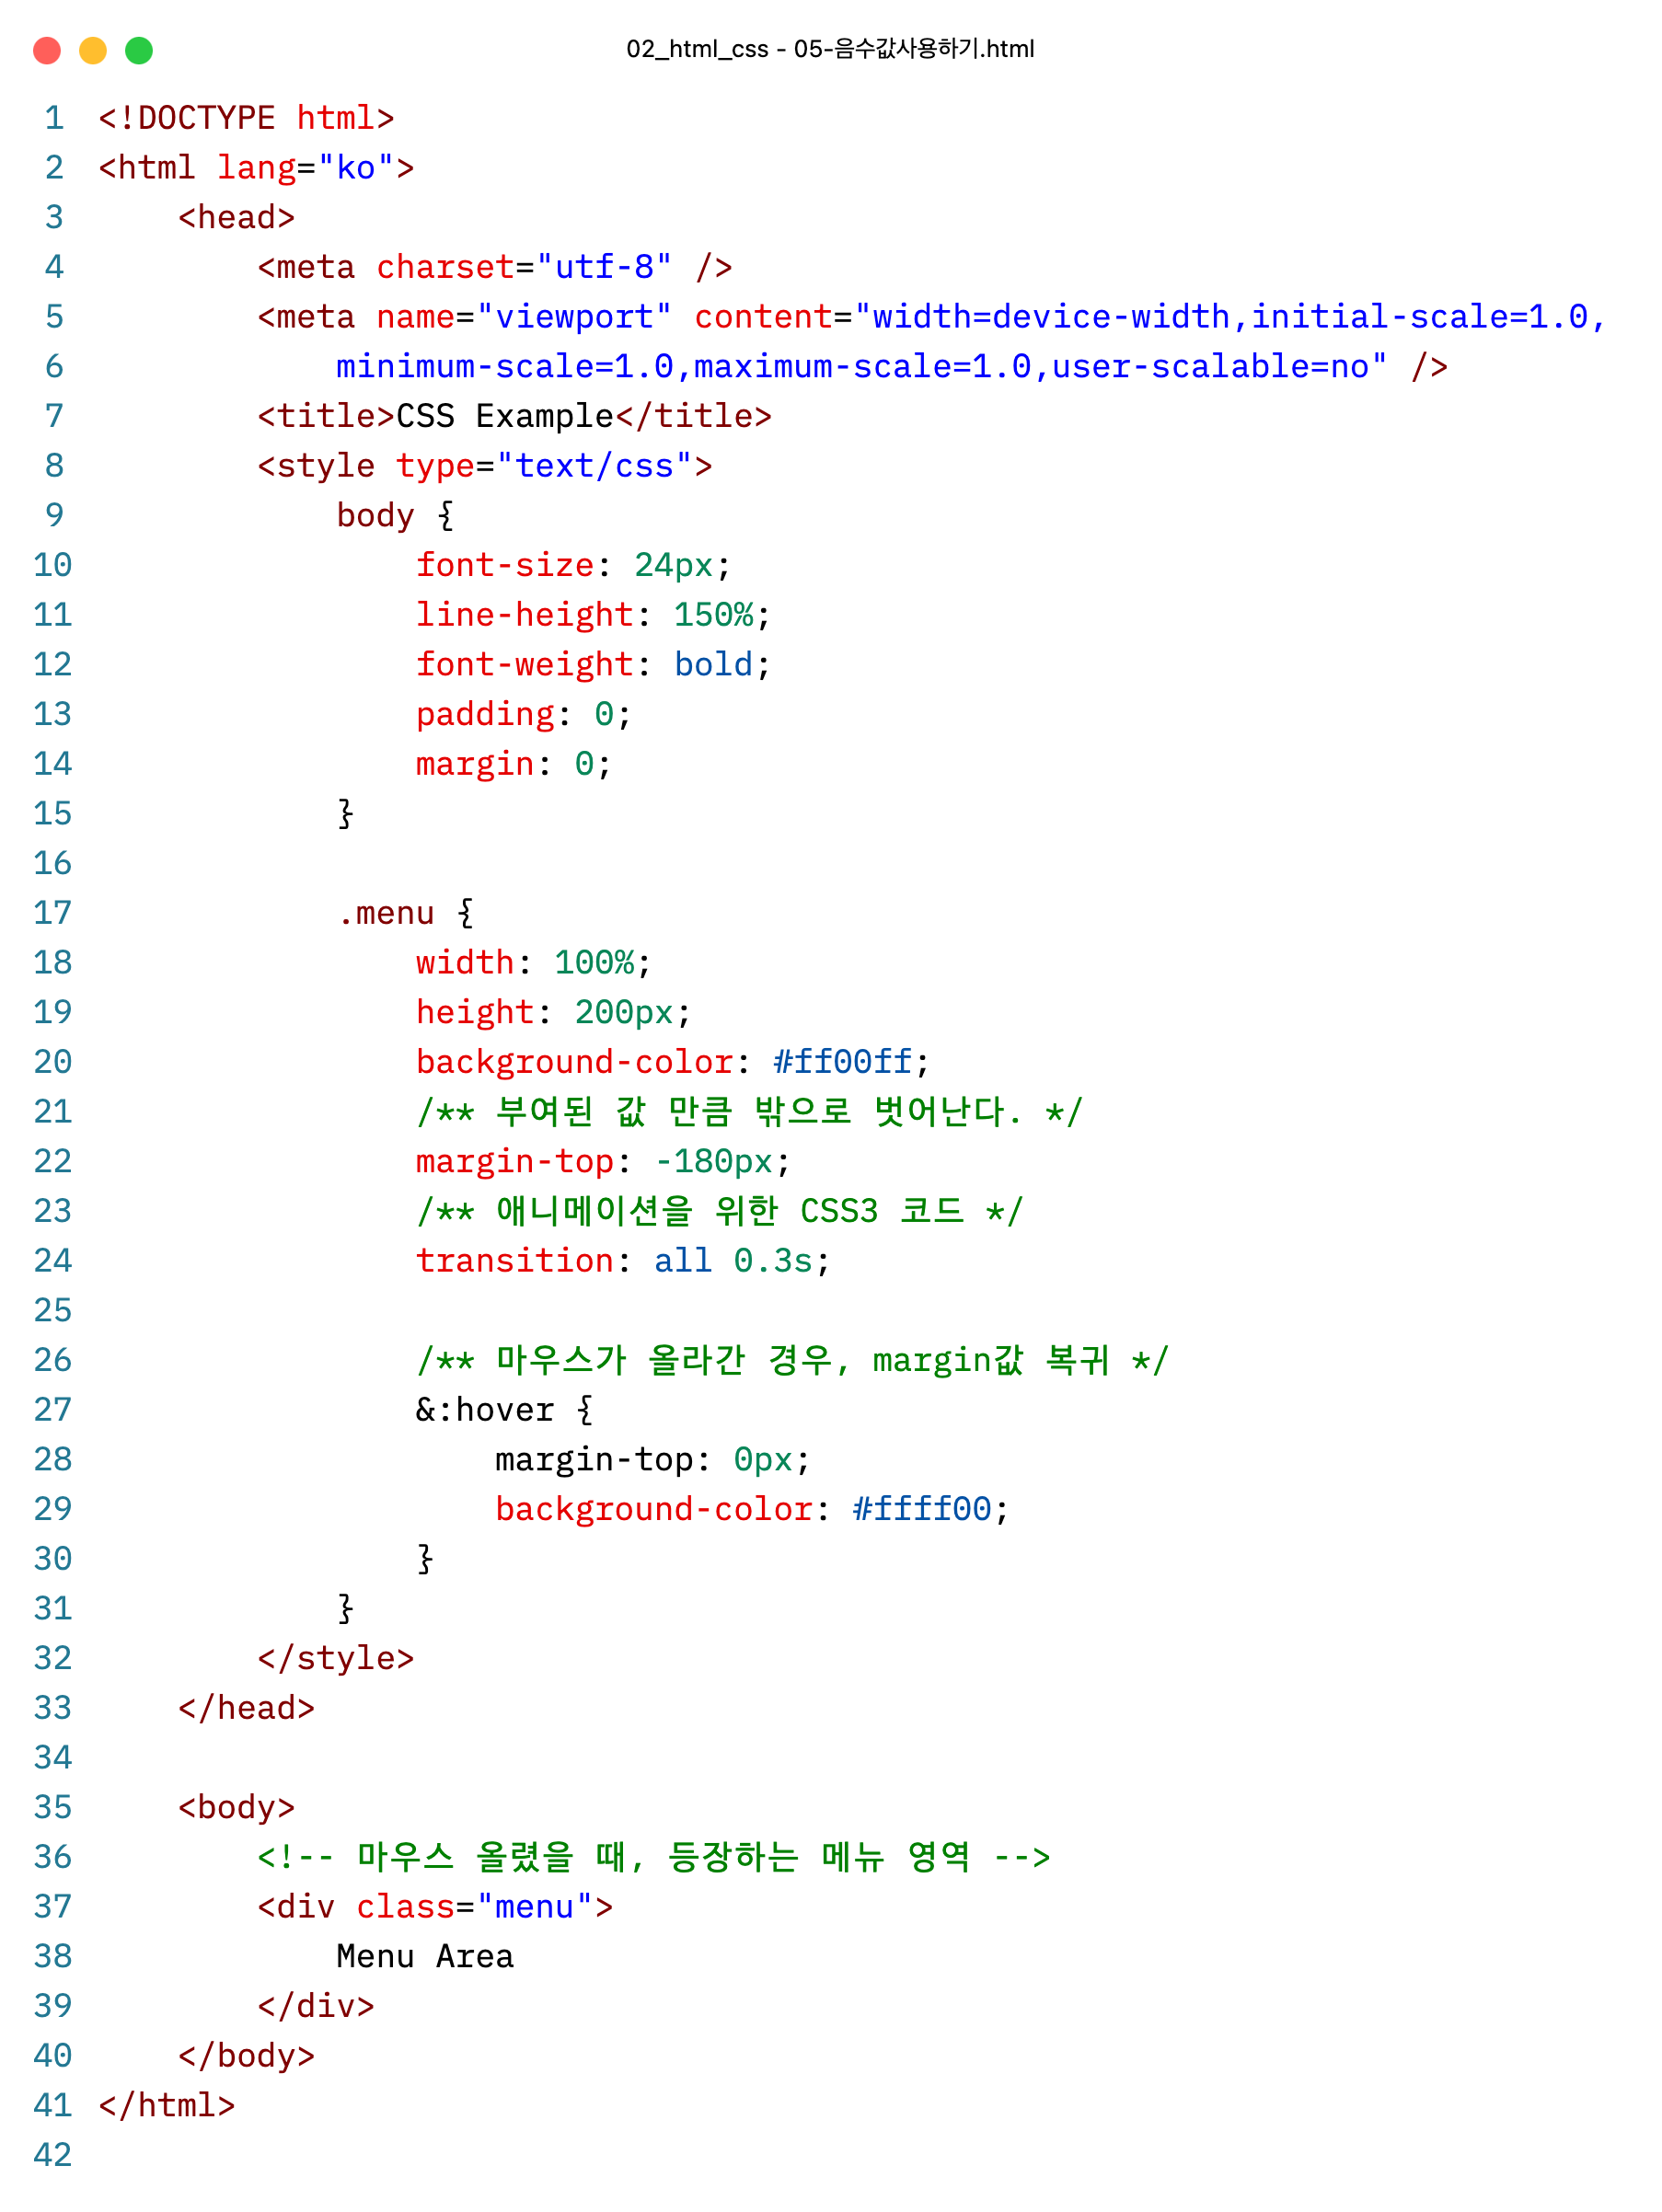 02_html_css - 05-음수값사용하기.html
1 <!DOCTYPE html>
2 <html lang="ko">
3     <head>
4         <meta charset="utf-8" />
5         <meta name="viewport" content="width=device-width,initial-scale=1.0,
6             minimum-scale=1.0,maximum-scale=1.0,user-scalable=no" />
7         <title>CSS Example</title>
8         <style type="text/css">
9             body {
10                 font-size: 24px;
11                 line-height: 150%;
12                 font-weight: bold;
13                 padding: 0;
14                 margin: 0;
15             }
16
17             .menu {
18                 width: 100%;
19                 height: 200px;
20                 background-color: #ff00ff;
21                 /** 부여된 값 만큼 밖으로 벗어난다. */
22                 margin-top: -180px;
23                 /** 애니메이션을 위한 CSS3 코드 */
24                 transition: all 0.3s;
25
26                 /** 마우스가 올라간 경우, margin값 복귀 */
27                 &:hover {
28                     margin-top: 0px;
29                     background-color: #ffff00;
30                 }
31             }
32         </style>
33     </head>
34
35     <body>
36         <!-- 마우스 올렸을 때, 등장하는 메뉴 영역 -->
37         <div class="menu">
38             Menu Area
39         </div>
40     </body>
41 </html>
42